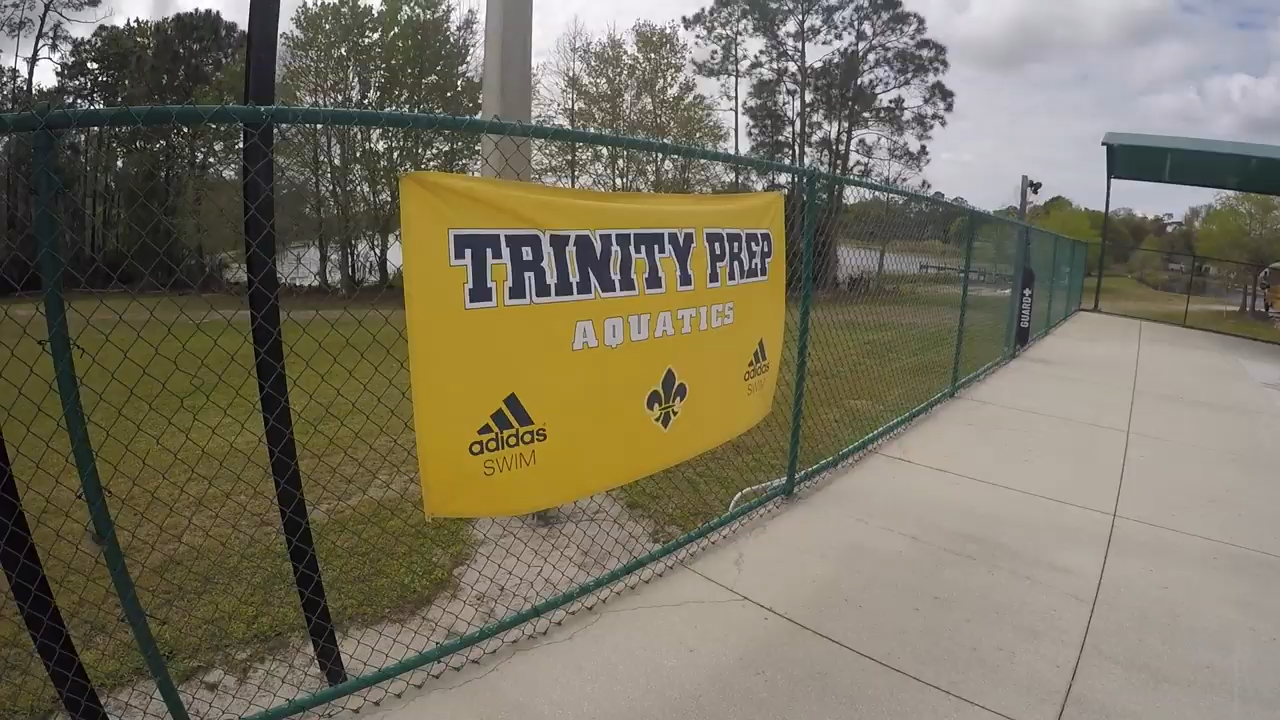 TRINITY PREP
AQUATICS
adidas
SWIM
adidas
SWIM
GUARD